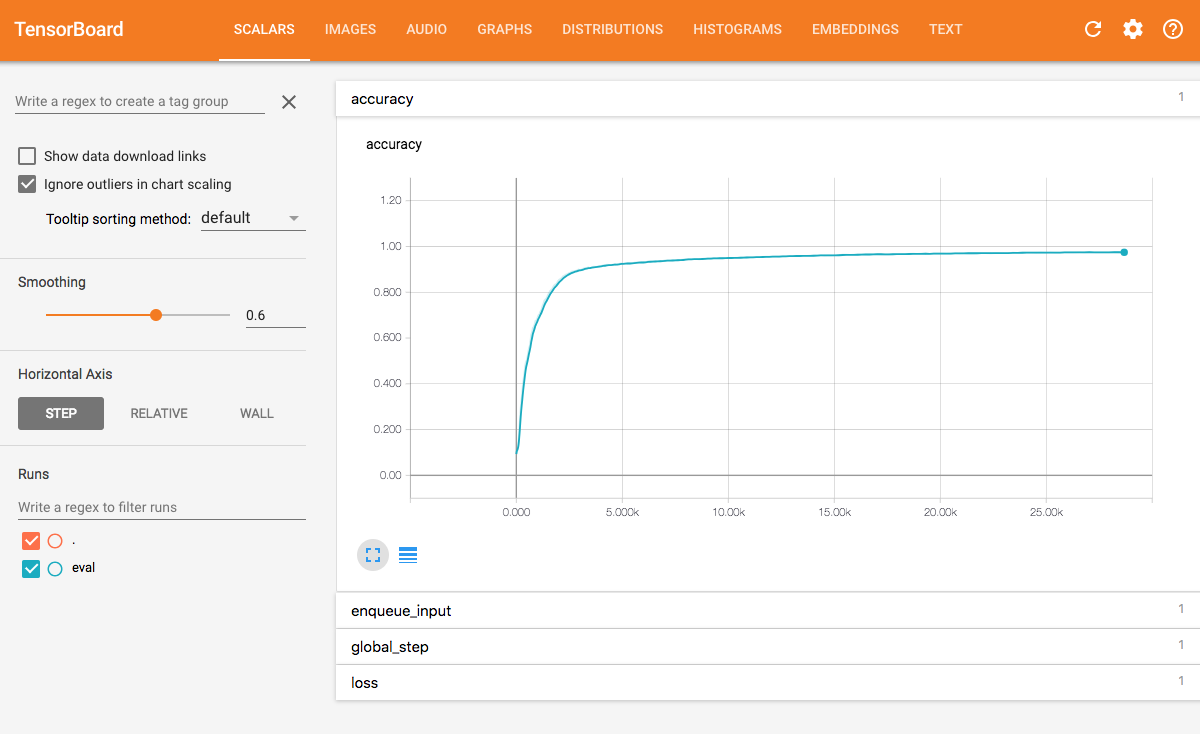 TensorBoard SCALARS IMAGES AUDIO GRAPHS DISTRIBUTIONS HISTOGRAMS EMBEDDINGS TEXT
Write a regex to create a tag group
Show data download links
Ignore outliers in chart scaling
Tooltip sorting method: default
Smoothing
0.6
Horizontal Axis
STEP RELATIVE WALL
Runs
Write a regex to filter runs
.
eval
accuracy 1
accuracy
1.20
1.00
0.800
0.600
0.400
0.200
0.00
0.000 5.000k 10.00k 15.00k 20.00k 25.00k
enqueue_input 1
global_step 1
loss 1